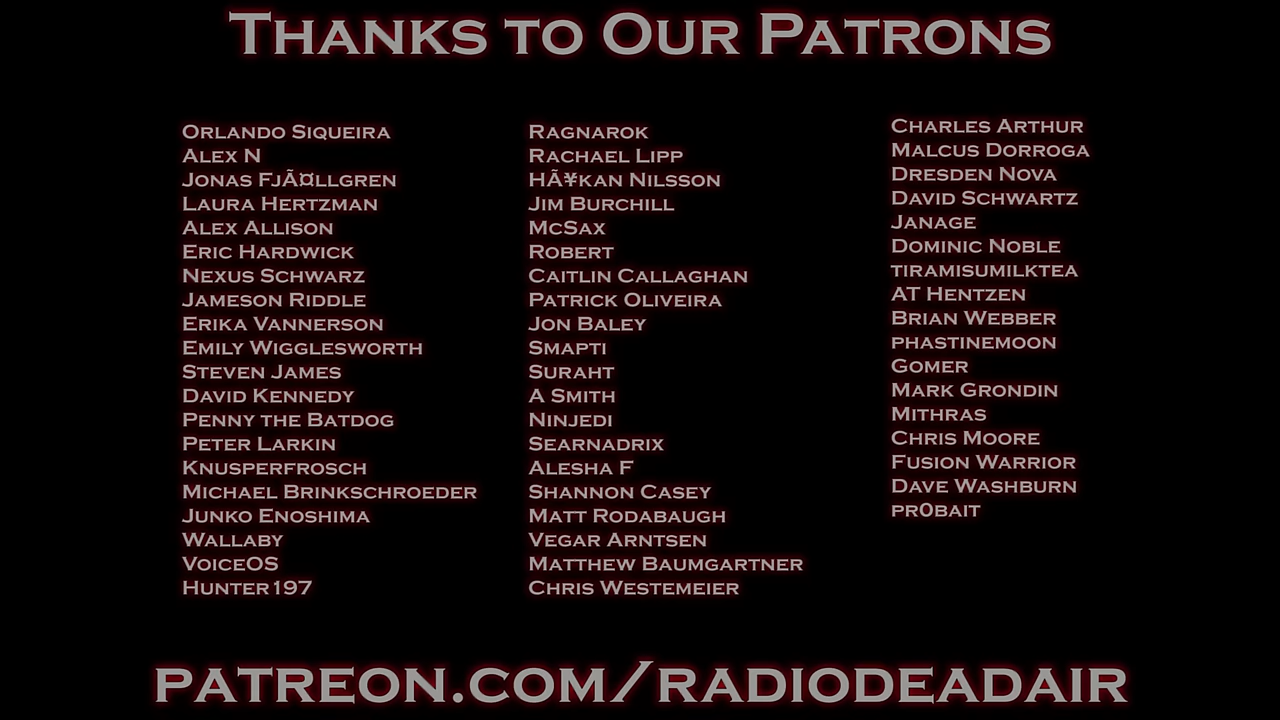 Thanks to Our Patrons
Orlando Siqueira
Alex N
Jonas FjÃ¤llgren
Laura Hertzman
Alex Allison
Eric Hardwick
Nexus Schwarz
Jameson Riddle
Erika Vannerson
Emily Wigglesworth
Steven James
David Kennedy
Penny the Batdog
Peter Larkin
Knusperfrosch
Michael Brinkschroeder
Junko Enoshima
Wallaby
VoiceOS
Hunter197
Ragnarok
Rachael Lipp
HÃ¥kan Nilsson
Jim Burchill
McSax
Robert
Caitlin Callaghan
Patrick Oliveira
Jon Baley
Smapti
Suraht
A Smith
Ninjedi
Searnadrix
Alesha F
Shannon Casey
Matt Rodabaugh
Vegar Arntsen
Matthew Baumgartner
Chris Westemeier
Charles Arthur
Malcus Dorroga
Dresden Nova
David Schwartz
Janage
Dominic Noble
tiramisumilktea
AT Hentzen
Brian Webber
phastinemoon
Gomer
Mark Grondin
Mithras
Chris Moore
Fusion Warrior
Dave Washburn
pr0bait
patreon.com/radiodeadair